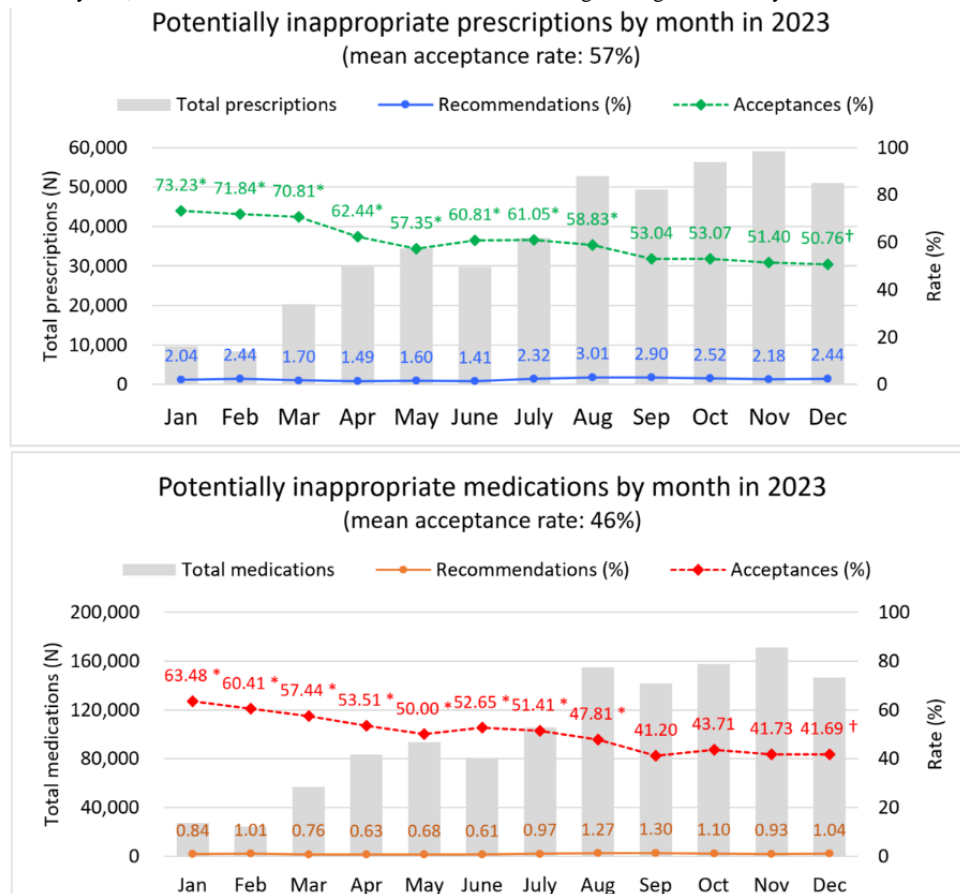 Potentially inappropriate prescriptions by month in 2023
(mean acceptance rate: 57%)
Total prescriptions Recommendations (%) Acceptances (%)
Total prescriptions (N)
60,000
50,000
40,000
30,000
20,000
10,000
0
73.23* 71.84* 70.81* 62.44* 57.35* 60.81* 61.05* 58.83* 53.04 53.07 51.40 50.76†
2.04 2.44 1.70 1.49 1.60 1.41 2.32 3.01 2.90 2.52 2.18 2.44
100
80
60
40
20
0
Rate (%)
Jan Feb Mar Apr May June July Aug Sep Oct Nov Dec
Potentially inappropriate medications by month in 2023
(mean acceptance rate: 46%)
Total medications Recommendations (%) Acceptances (%)
Total medications (N)
200,000
160,000
120,000
80,000
40,000
0
63.48 * 60.41 * 57.44 * 53.51 * 50.00 * 52.65 * 51.41 * 47.81 * 41.20 43.71 41.73 41.69 †
0.84 1.01 0.76 0.63 0.68 0.61 0.97 1.27 1.30 1.10 0.93 1.04
100
80
60
40
20
0
Rate (%)
Jan Feb Mar Apr May June July Aug Sep Oct Nov Dec